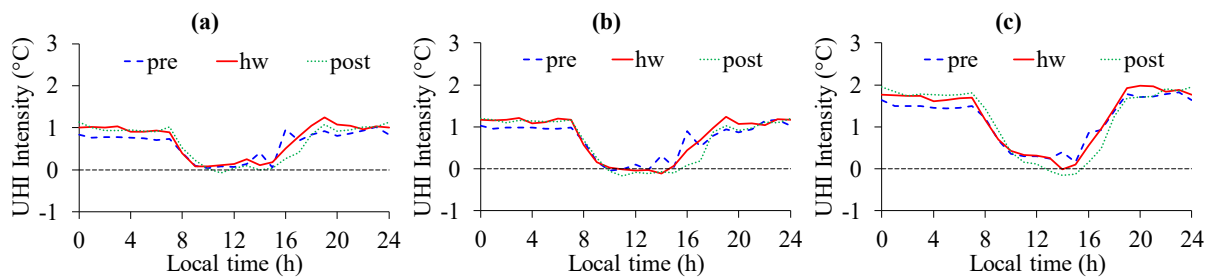 (a)
pre hw post
UHI Intensity (°C)
3
2
1
0
-1
0 4 8 12 16 20 24
Local time (h)
(b)
pre hw post
UHI Intensity (°C)
3
2
1
0
-1
0 4 8 12 16 20 24
Local time (h)
(c)
pre hw post
UHI Intensity (°C)
3
2
1
0
-1
0 4 8 12 16 20 24
Local time (h)